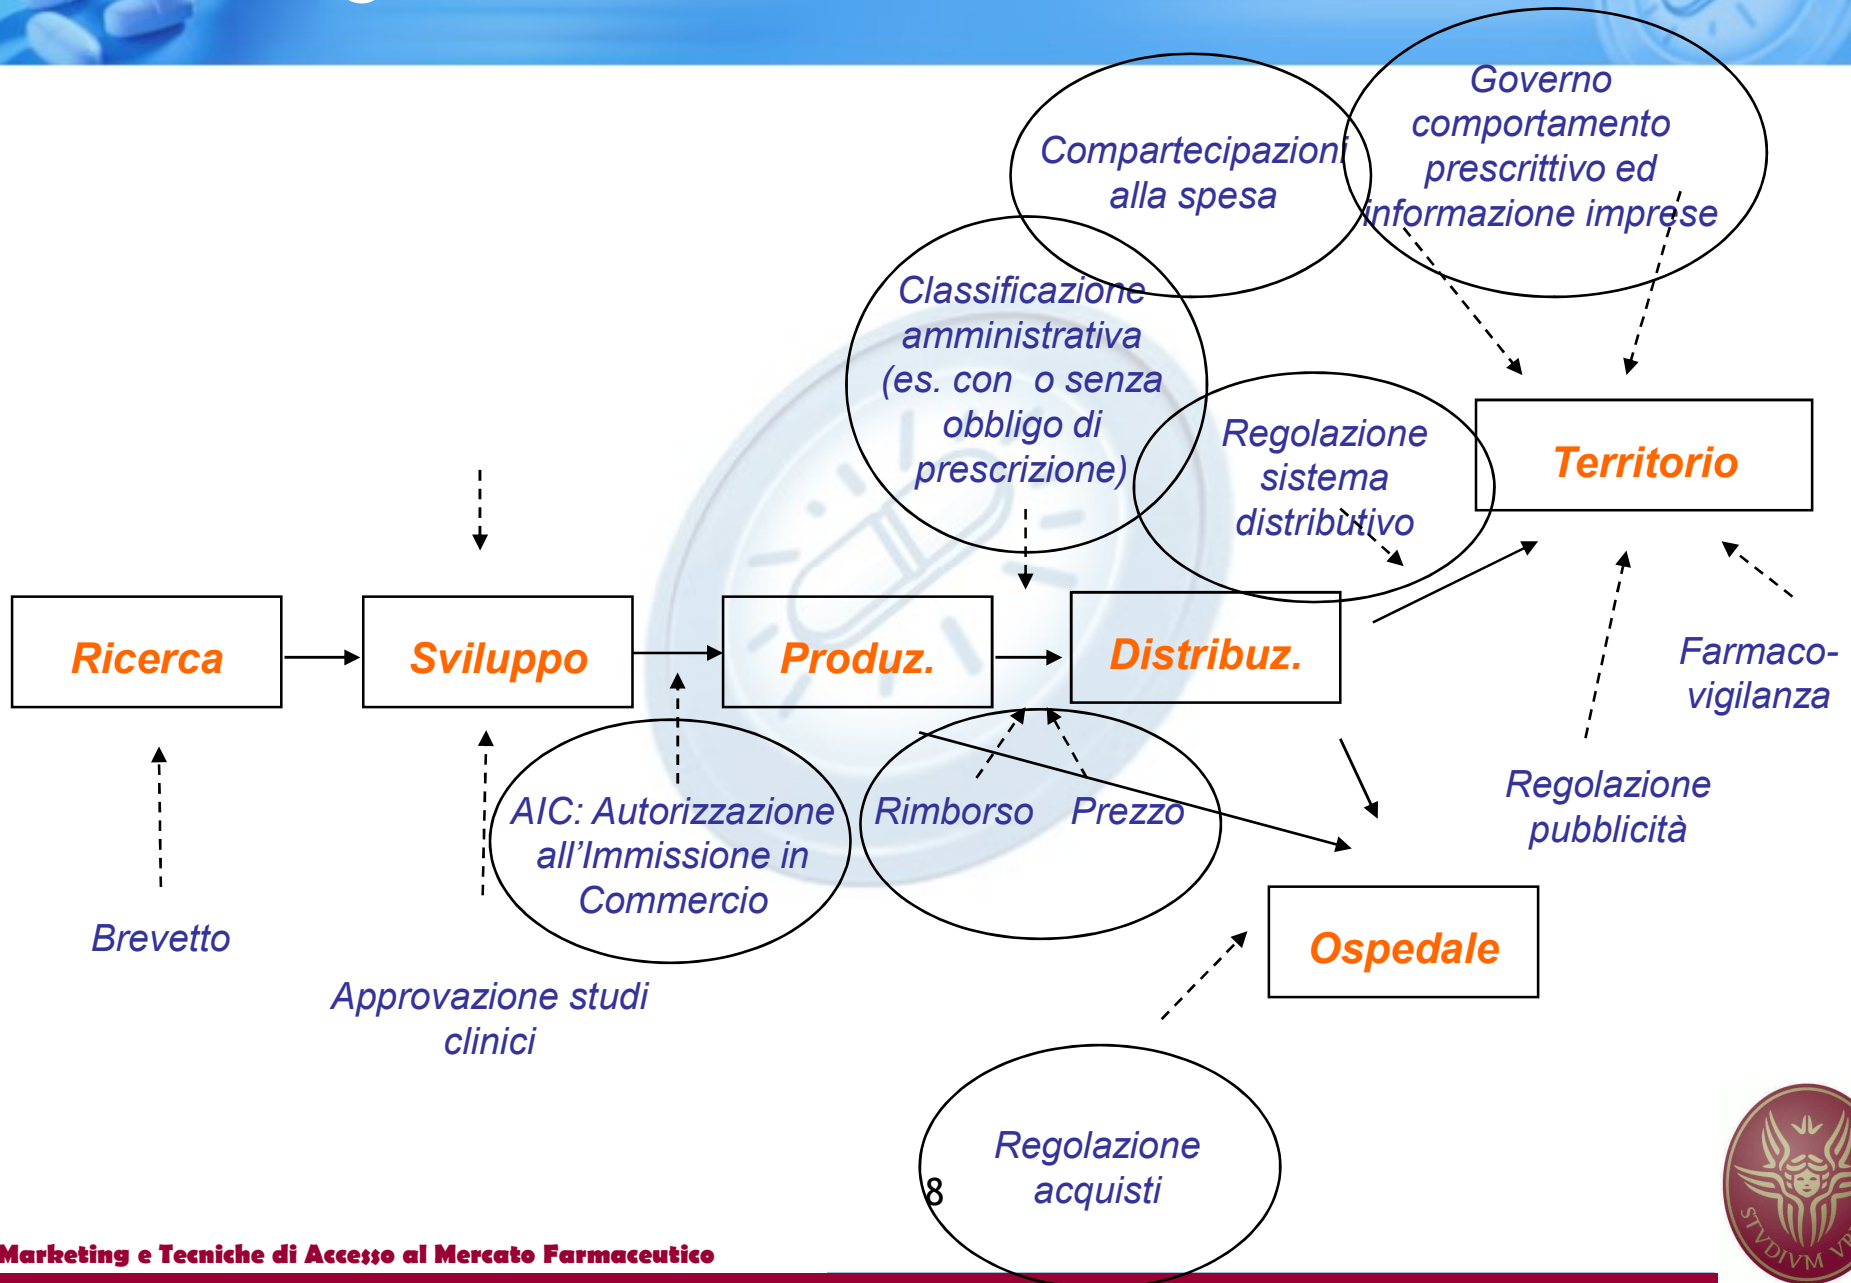 Governo
comportamento
prescrittivo ed
informazione imprese
Compartecipazioni
alla spesa
Classificazione
amministrativa
(es. con o senza
obbligo di
prescrizione)
Regolazione
sistema
distributivo
Territorio
Ricerca
Sviluppo
Produz.
Distribuz.
Farmaco-
vigilanza
AIC: Autorizzazione
all’Immissione in
Commercio
Rimborso
Prezzo
Regolazione
pubblicità
Brevetto
Ospedale
Approvazione studi
clinici
Regolazione
acquisti
8
Marketing e Tecniche di Accesso al Mercato Farmaceutico
STVDIVM